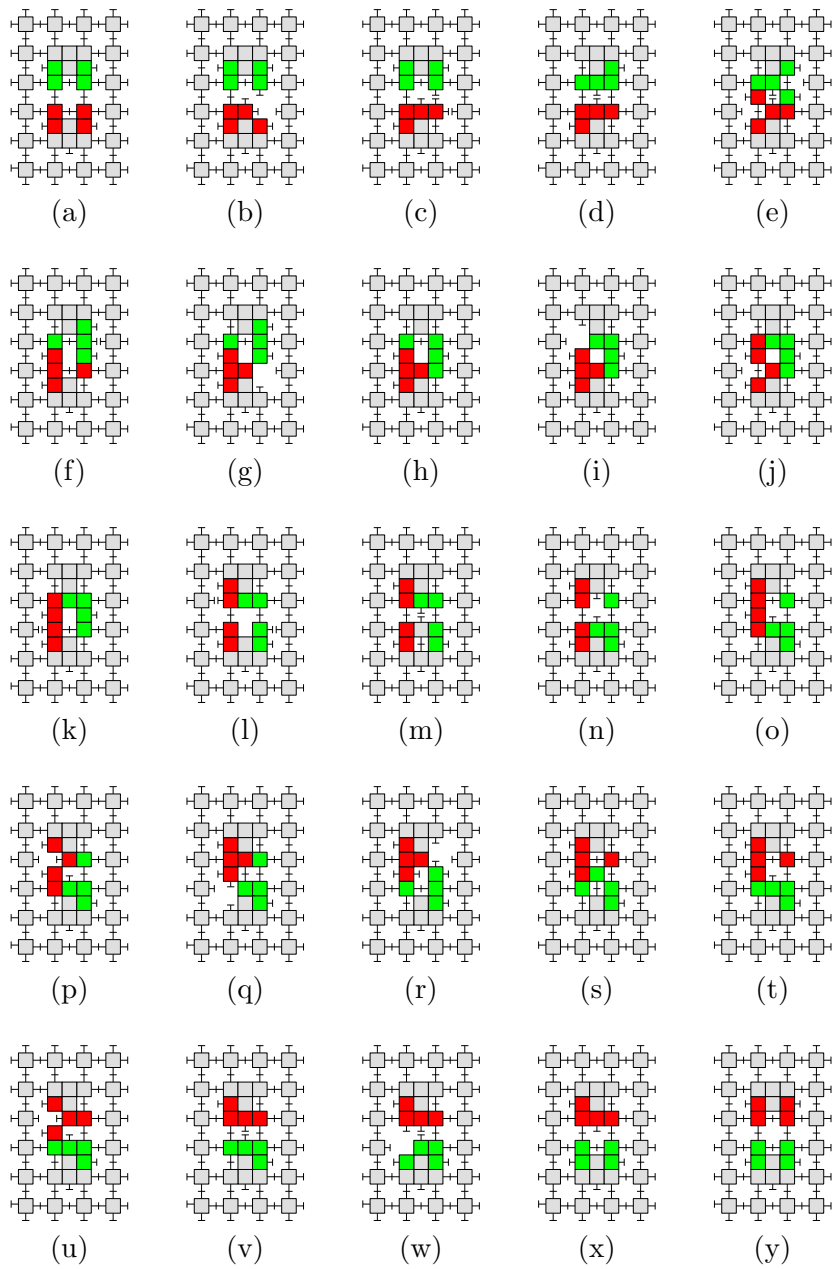 (a) (b) (c) (d) (e)
(f) (g) (h) (i) (j)
(k) (l) (m) (n) (o)
(p) (q) (r) (s) (t)
(u) (v) (w) (x) (y)